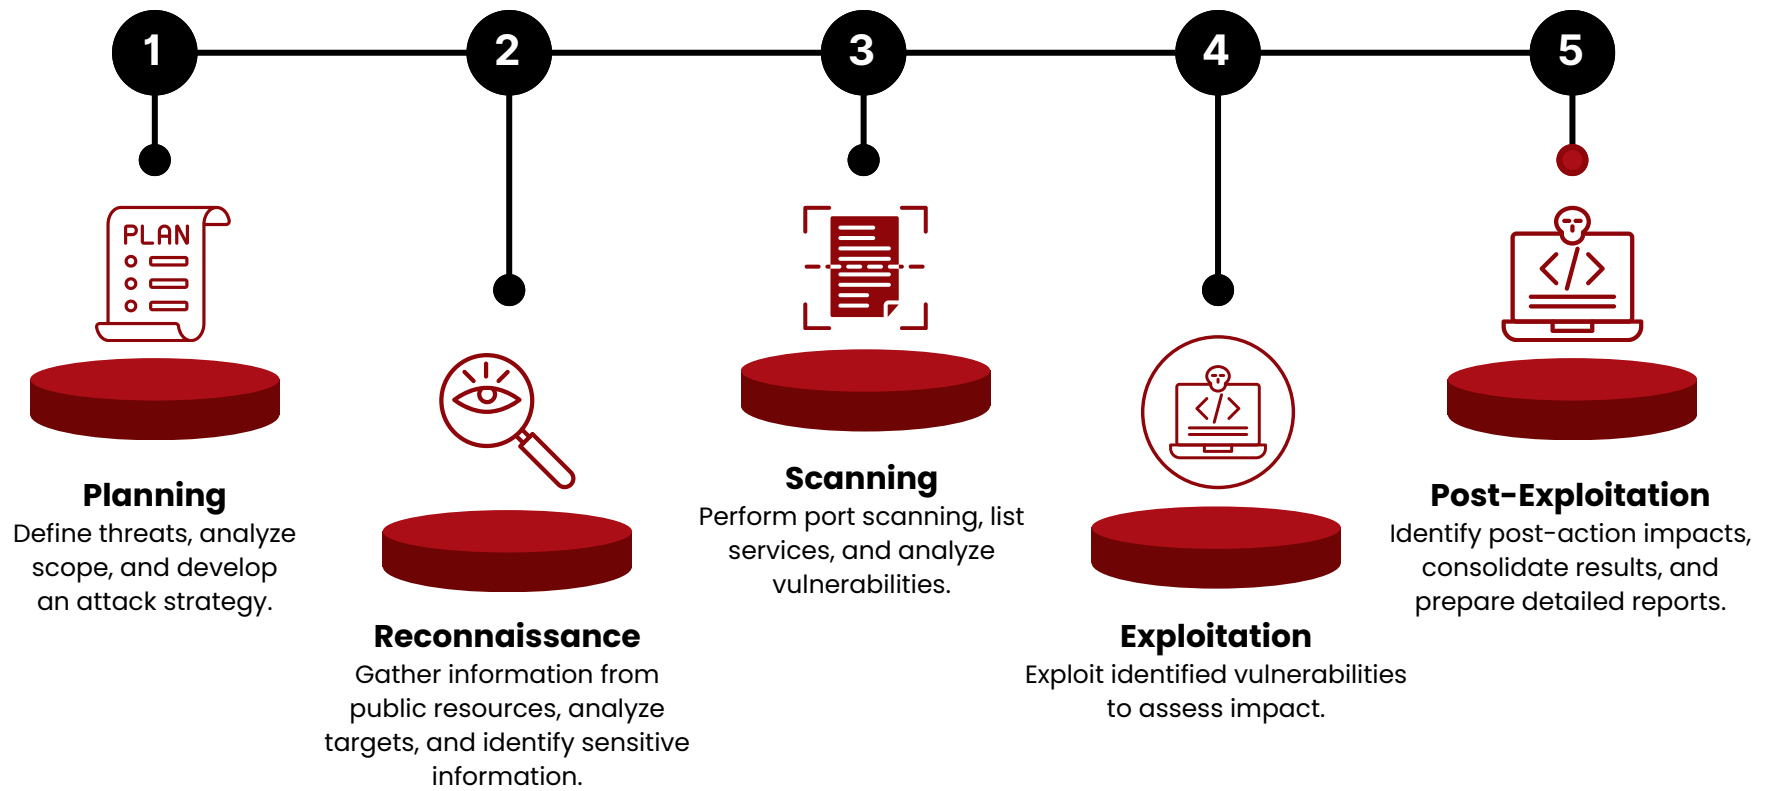 1
2
3
4
5
PLAN
Planning
Define threats, analyze
scope, and develop
an attack strategy.
Reconnaissance
Gather information from
public resources, analyze
targets, and identify sensitive
information.
Scanning
Perform port scanning, list
services, and analyze
vulnerabilities.
Exploitation
Exploit identified vulnerabilities
to assess impact.
Post-Exploitation
Identify post-action impacts,
consolidate results, and
prepare detailed reports.